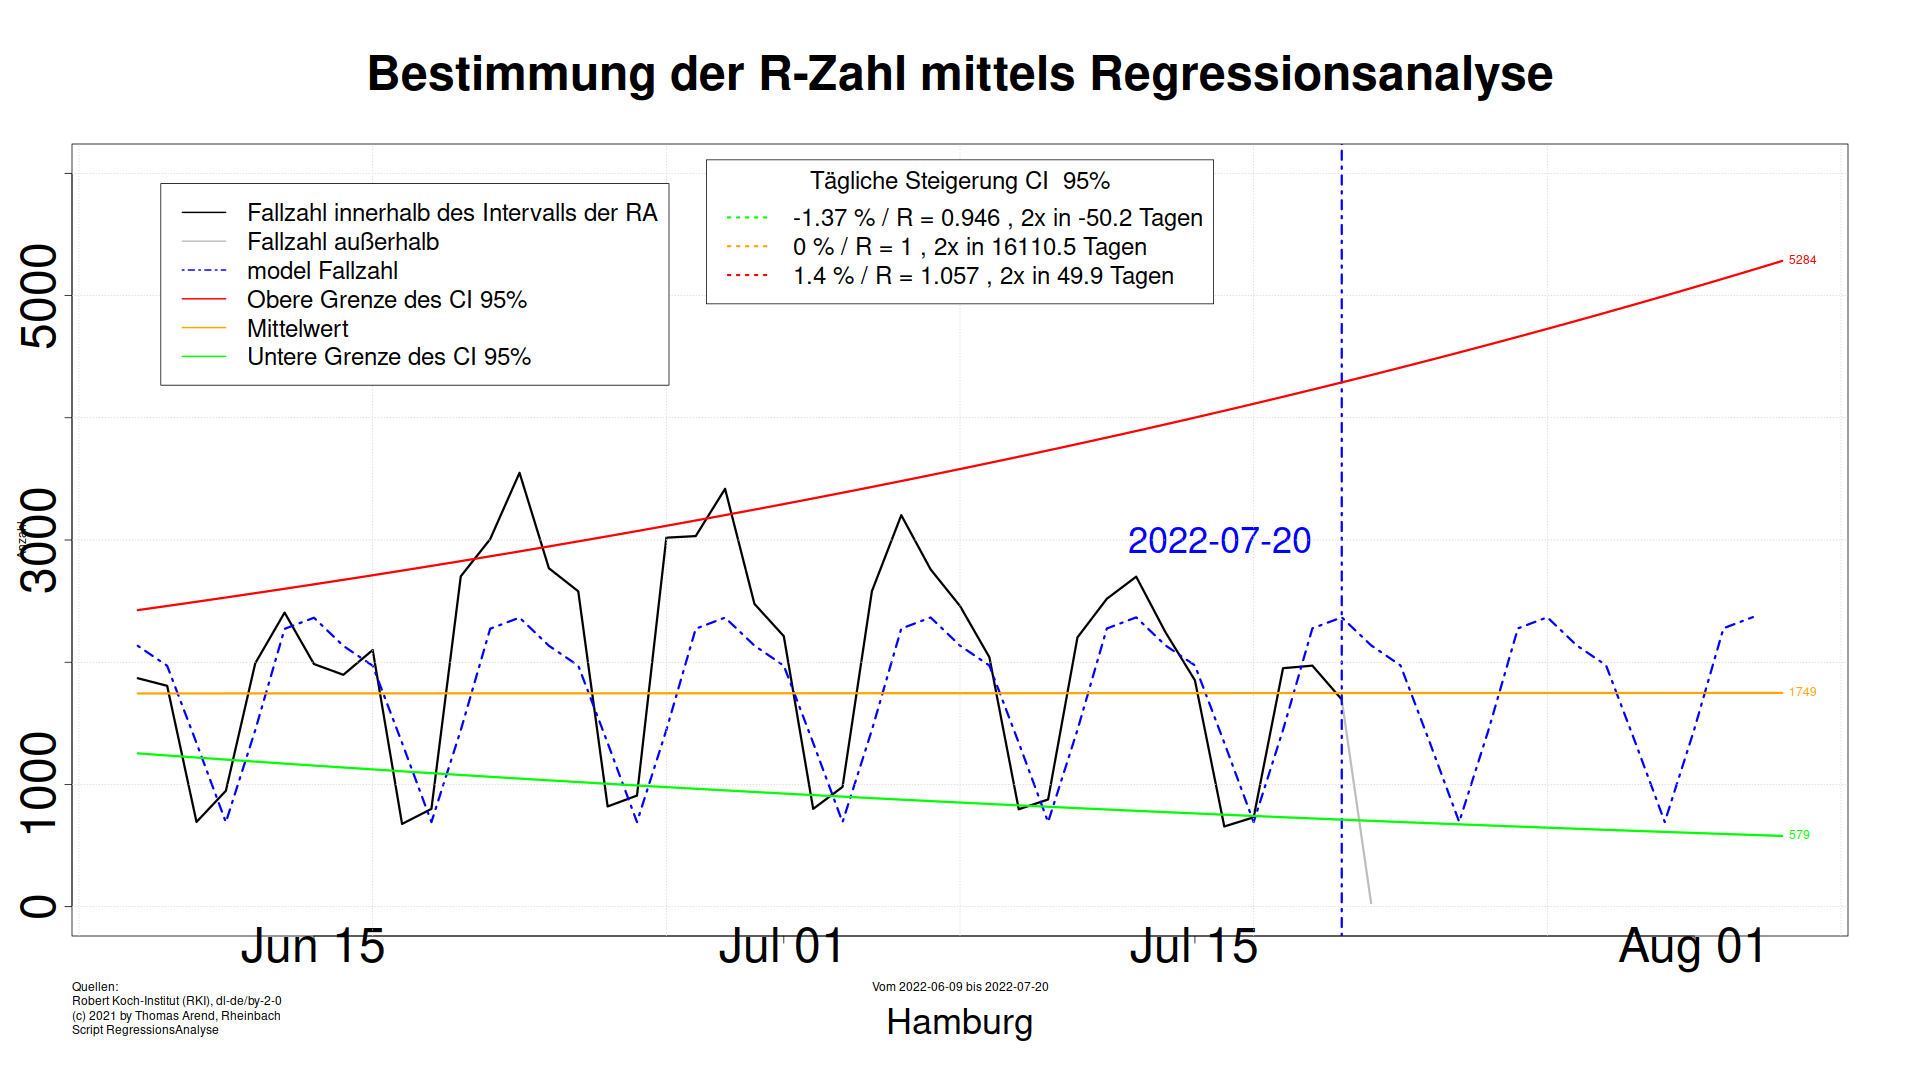 Bestimmung der R-Zahl mittels Regressionsanalyse
Fallzahl innerhalb des Intervalls der RA
Fallzahl außerhalb
model Fallzahl
Obere Grenze des CI 95%
Mittelwert
Untere Grenze des CI 95%
Tägliche Steigerung CI  95%
-1.37 % / R = 0.946 , 2x in -50.2 Tagen
0 % / R = 1 , 2x in 16110.5 Tagen
1.4 % / R = 1.057 , 2x in 49.9 Tagen
5000
3000
1000
0
Anzahl
5284
2022-07-20
1749
579
Jun 15
Jul 01
Jul 15
Aug 01
Quellen:
Robert Koch-Institut (RKI), dl-de/by-2-0
(c) 2021 by Thomas Arend, Rheinbach
Script RegressionsAnalyse
Vom 2022-06-09 bis 2022-07-20
Hamburg